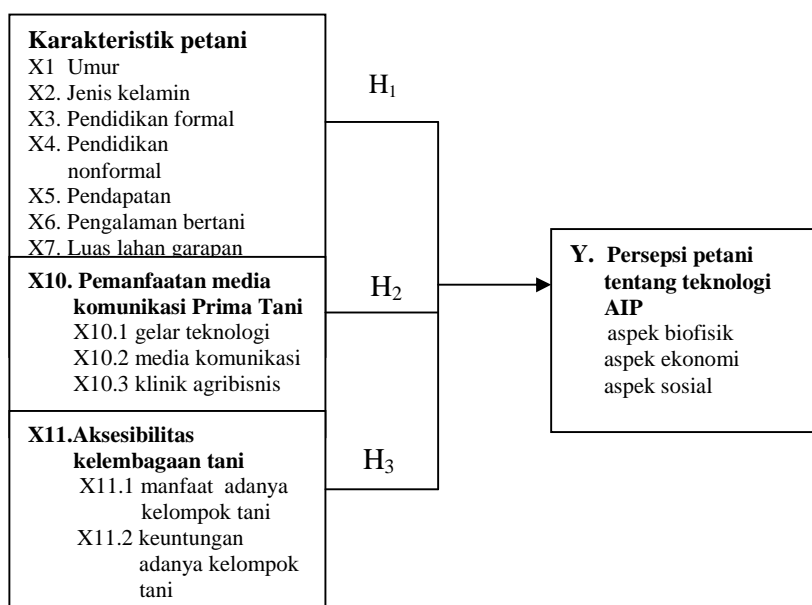 Karakteristik petani
X1  Umur
X2. Jenis kelamin
X3. Pendidikan formal
X4. Pendidikan
nonformal
X5. Pendapatan
X6. Pengalaman bertani
X7. Luas lahan garapan
X10. Pemanfaatan media
komunikasi Prima Tani
X10.1 gelar teknologi
X10.2 media komunikasi
X10.3 klinik agribisnis
X11.Aksesibilitas
kelembagaan tani
X11.1 manfaat  adanya
kelompok tani
X11.2 keuntungan
adanya kelompok
tani
H₁
H₂
H₃
Y.  Persepsi petani
tentang teknologi
AIP
aspek biofisik
aspek ekonomi
aspek sosial